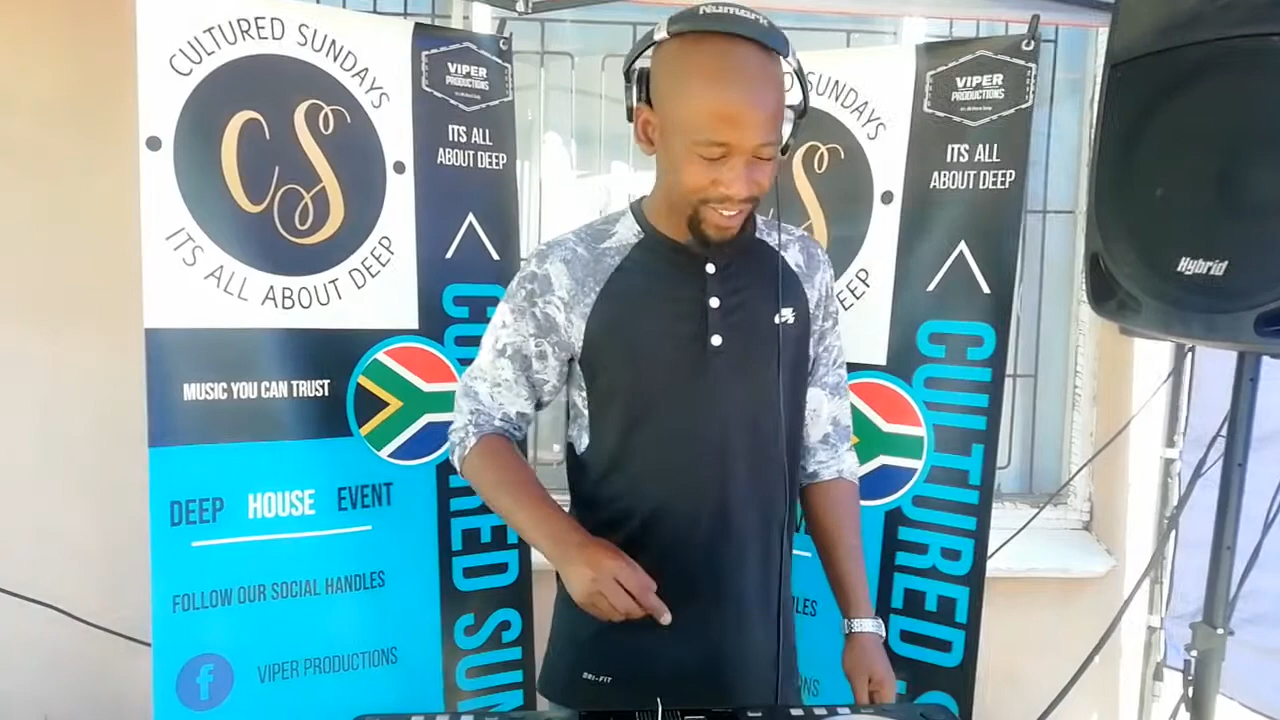 CULTURED SUNDAYS
CS
ITS ALL ABOUT DEEP
MUSIC YOU CAN TRUST
DEEP HOUSE EVENT
FOLLOW OUR SOCIAL HANDLES
f VIPER PRODUCTIONS
VIPER
PRODUCTIONS
ITS ALL
ABOUT DEEP
CULTURED SUN
Numark
SUNDAYS
S
EEP
VIPER
PRODUCTIONS
ITS ALL
ABOUT DEEP
CULTURED S
DRI-FIT
Hybrid